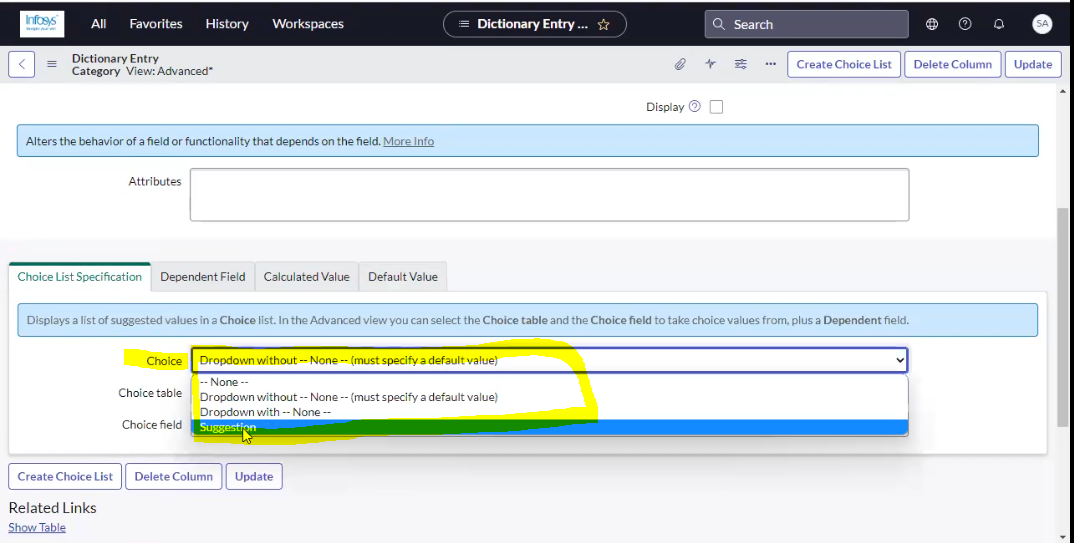 Infosys
All Favorites History Workspaces Dictionary Entry ... Search SA
Dictionary Entry
Category View: Advanced*
Create Choice List Delete Column Update
Display
Alters the behavior of a field or functionality that depends on the field. More Info
Attributes
Choice List Specification Dependent Field Calculated Value Default Value
Displays a list of suggested values in a Choice list. In the Advanced view you can select the Choice table and the Choice field to take choice values from, plus a Dependent field.
Choice Dropdown without -- None -- (must specify a default value)
-- None --
Choice table Dropdown without -- None -- (must specify a default value)
Dropdown with -- None --
Choice field Suggestion
Create Choice List Delete Column Update
Related Links
Show Table